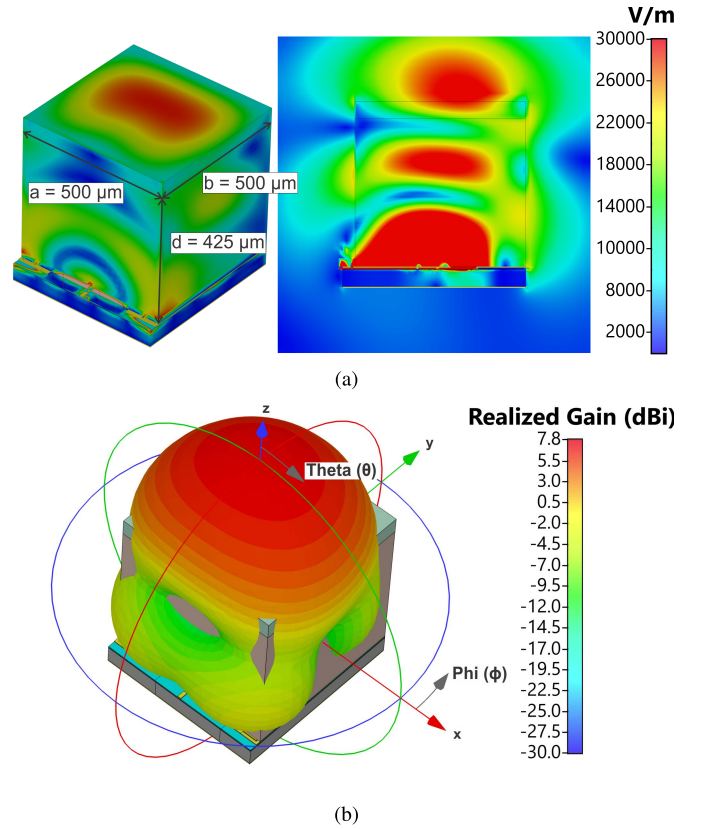 V/m
30000
26000
22000
18000
14000
10000
6000
2000
a = 500 μm
b = 500 μm
d = 425 μm
(a)
Realized Gain (dBi)
7.8
5.5
3.0
0.5
-2.0
-4.5
-7.0
-9.5
-12.0
-14.5
-17.0
-19.5
-22.5
-25.0
-27.5
-30.0
z
y
Theta (θ)
Phi (ϕ)
x
(b)